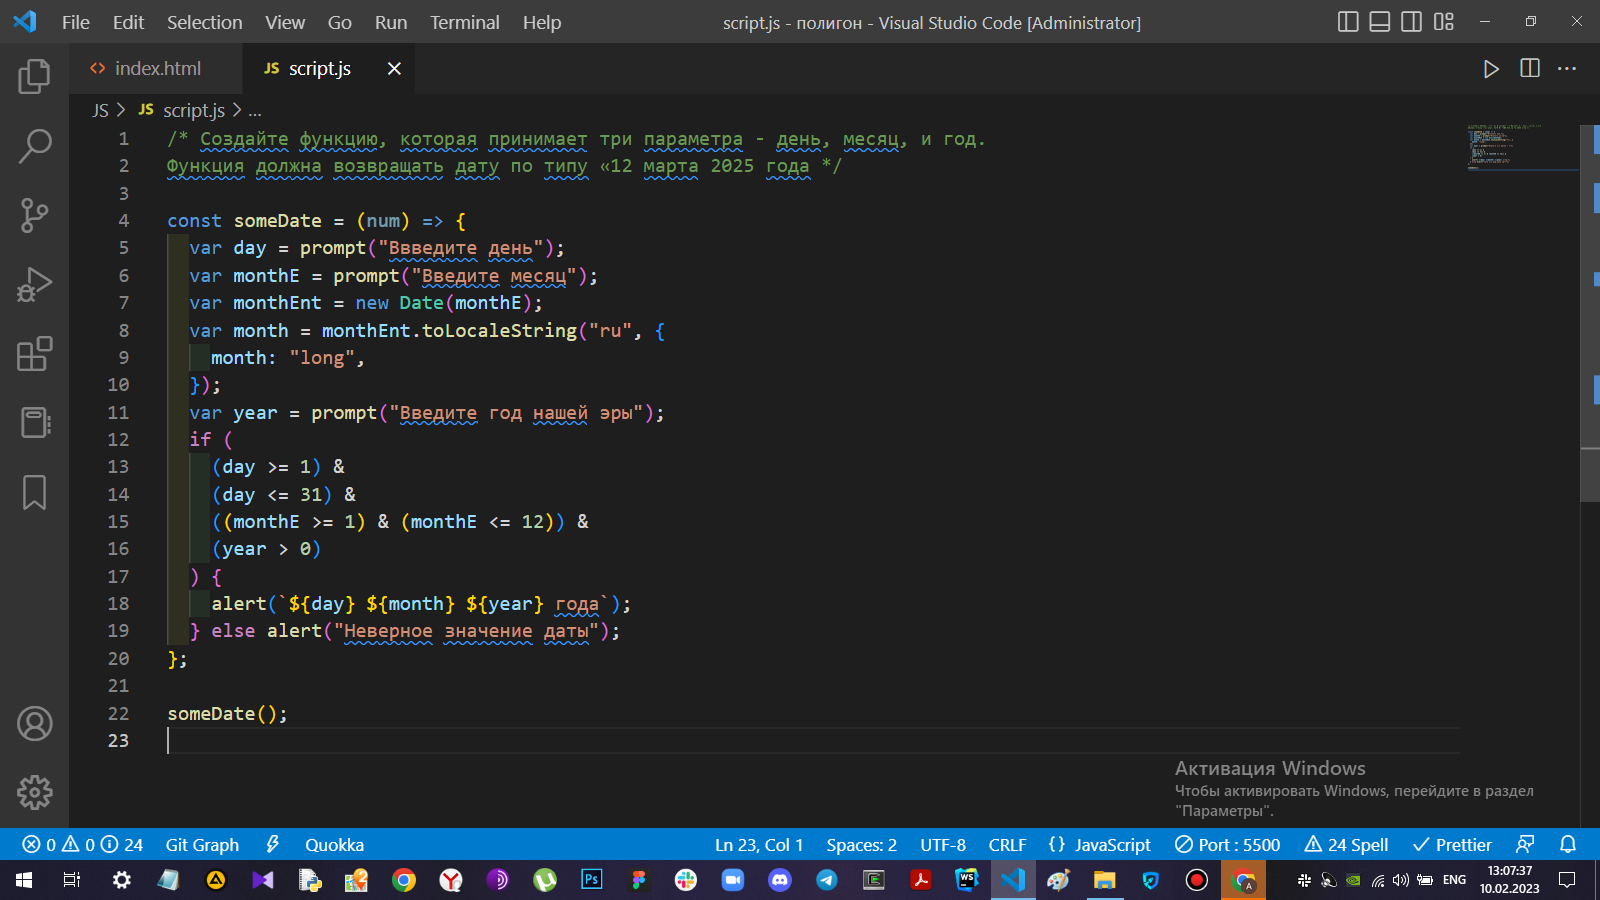 File Edit Selection View Go Run Terminal Help script.js - полигон - Visual Studio Code [Administrator]
index.html JS script.js
JS > JS script.js > ...
1 /* Создайте функцию, которая принимает три параметра - день, месяц, и год.
2 Функция должна возвращать дату по типу «12 марта 2025 года */
3
4 const someDate = (num) => {
5 var day = prompt("Ввведите день");
6 var monthE = prompt("Введите месяц");
7 var monthEnt = new Date(monthE);
8 var month = monthEnt.toLocaleString("ru", {
9 month: "long",
10 });
11 var year = prompt("Введите год нашей эры");
12 if (
13 (day >= 1) &
14 (day <= 31) &
15 ((monthE >= 1) & (monthE <= 12)) &
16 (year > 0)
17 ) {
18 alert(`${day} ${month} ${year} года`);
19 } else alert("Неверное значение даты");
20 };
21
22 someDate();
23
Активация Windows
Чтобы активировать Windows, перейдите в раздел
"Параметры".
0 0 24 Git Graph Quokka Ln 23, Col 1 Spaces: 2 UTF-8 CRLF {} JavaScript Port : 5500 24 Spell Prettier
Ps WS ENG 13:07:37
10.02.2023